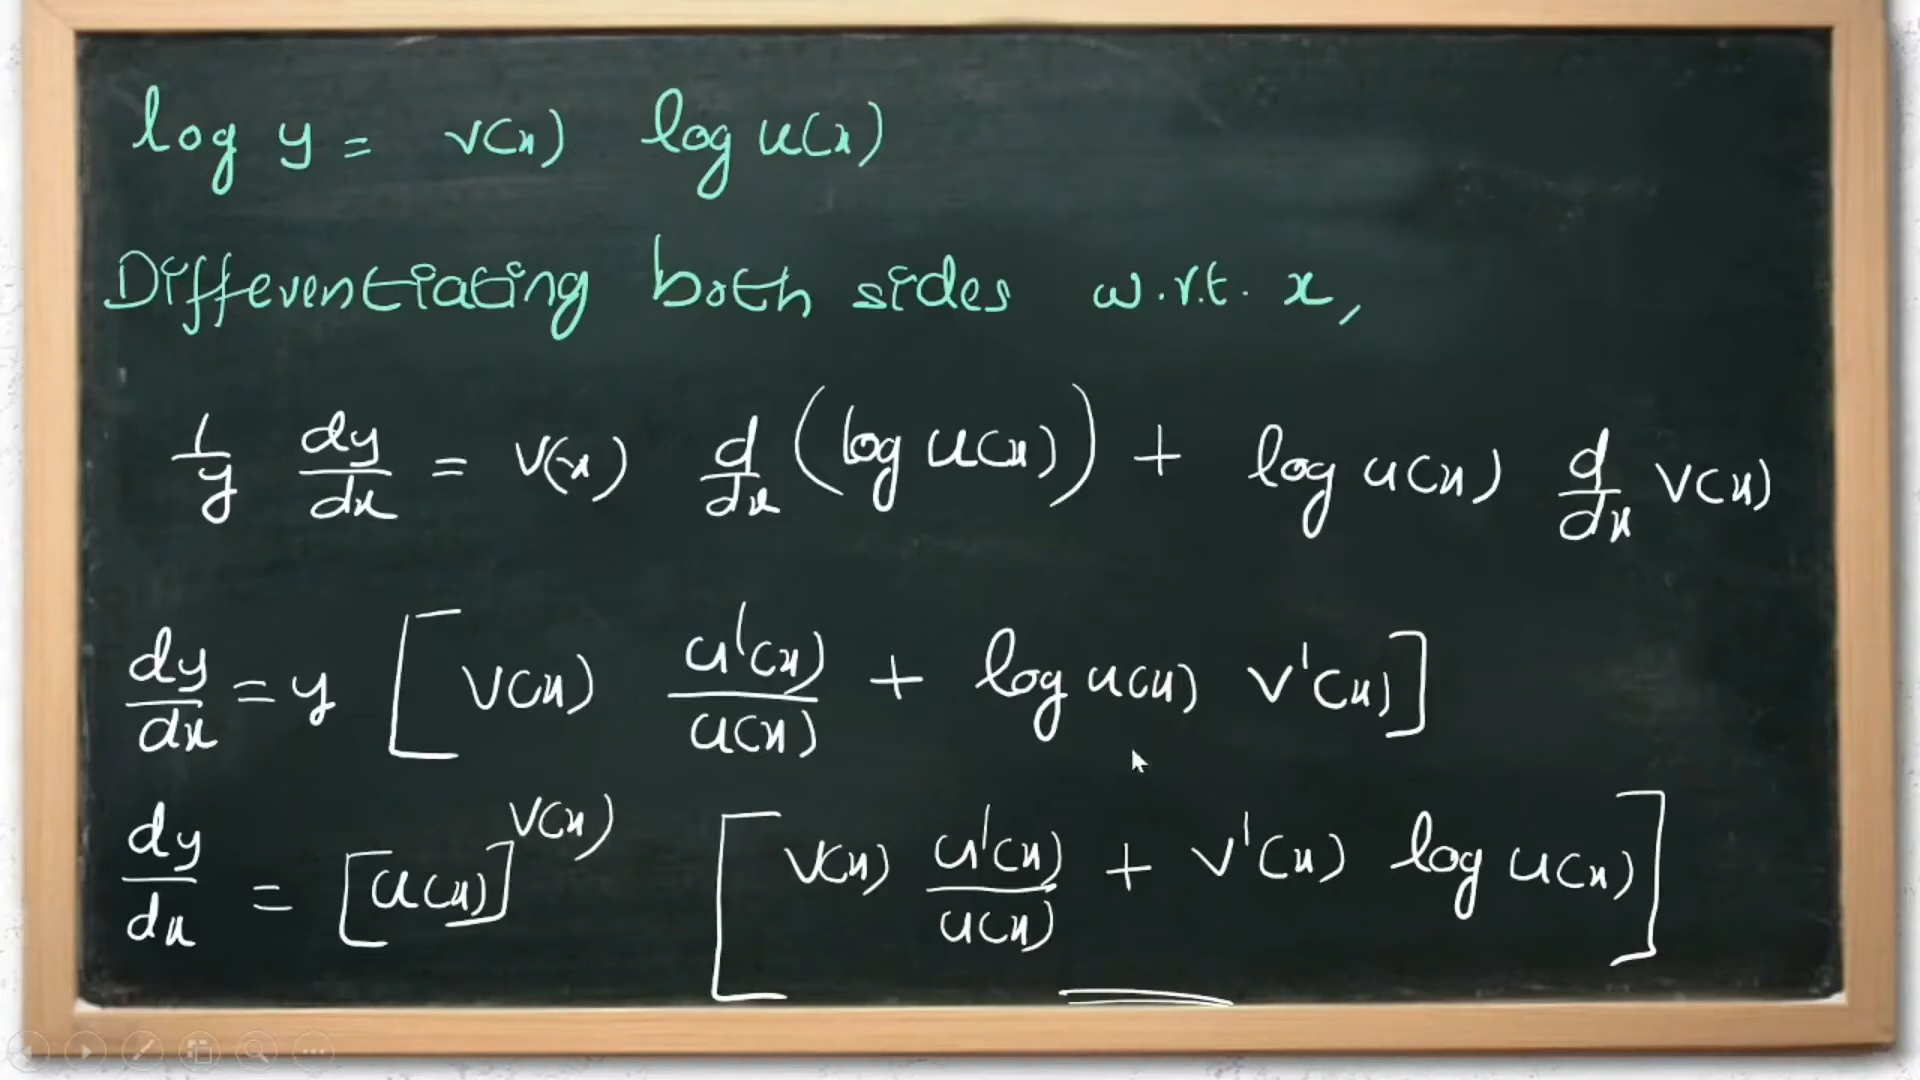 log y = v(x) log u(x)
Differentiating both sides w.r.t. x,
1/y dy/dx = v(x) d/dx (log u(x)) + log u(x) d/dx v(x)
dy/dx = y [ v(x) u'(x)/u(x) + log u(x) v'(x) ]
dy/dx = [u(x)]^v(x) [ v(x) u'(x)/u(x) + v'(x) log u(x) ]